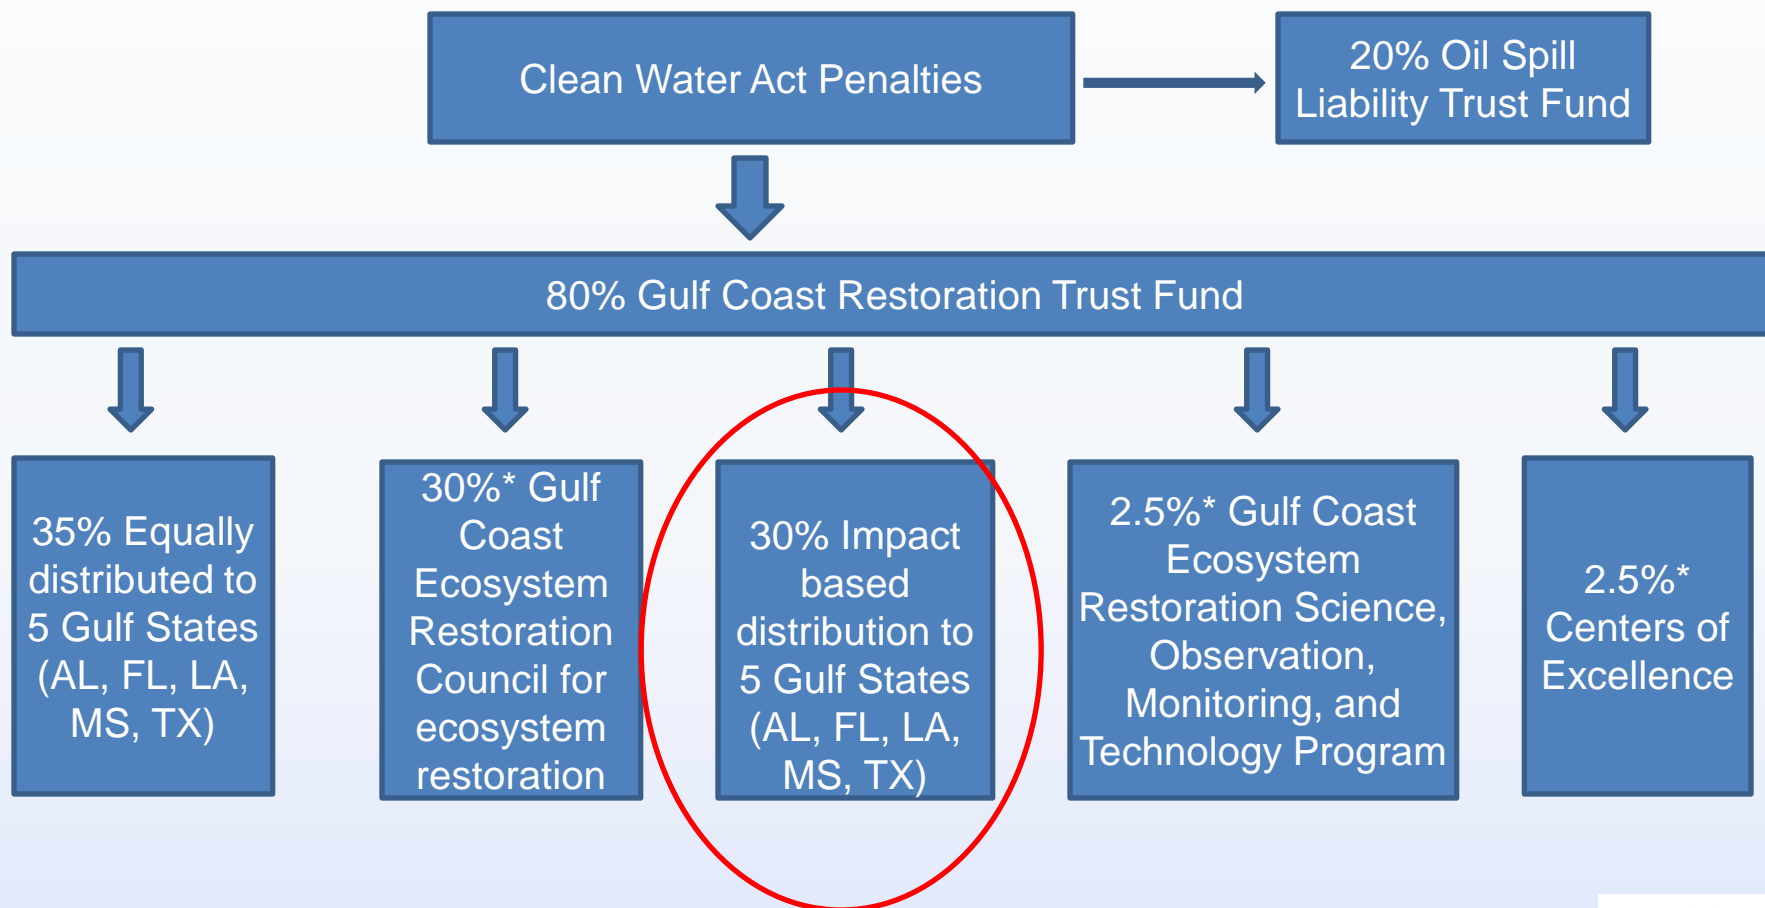 Clean Water Act Penalties
20% Oil Spill
Liability Trust Fund
80% Gulf Coast Restoration Trust Fund
35% Equally
distributed to
5 Gulf States
(AL, FL, LA,
MS, TX)
30%* Gulf
Coast
Ecosystem
Restoration
Council for
ecosystem
restoration
30% Impact
based
distribution to
5 Gulf States
(AL, FL, LA,
MS, TX)
2.5%* Gulf Coast
Ecosystem
Restoration Science,
Observation,
Monitoring, and
Technology Program
2.5%*
Centers of
Excellence